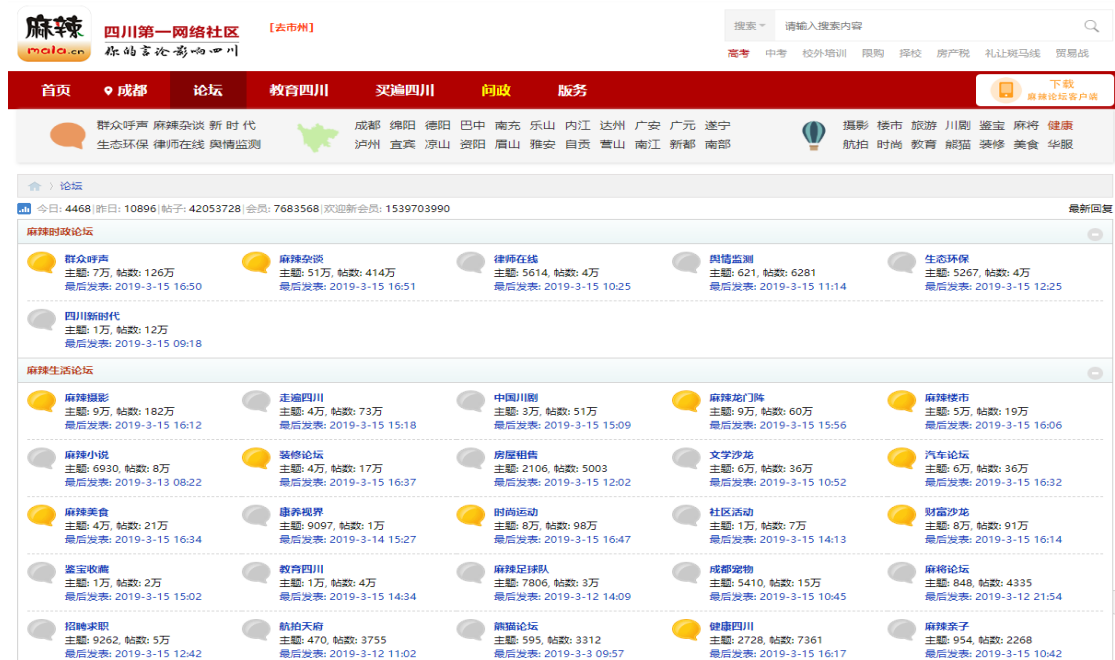 麻辣
mala.cn
四川第一网络社区
你的言论影响四川
[去市州]
搜索 请输入搜索内容
高考 中考 校外培训 限购 择校 房产税 礼让斑马线 贸易战
首页 成都 论坛 教育四川 买遍四川 问政 版务
下载
麻辣论坛客户端
群众呼声 麻辣杂谈 新 时 代
生态环保 律师在线 舆情监测
成都 绵阳 德阳 巴中 南充 乐山 内江 达州 广安 广元 遂宁
泸州 宜宾 凉山 资阳 眉山 雅安 自贡 营山 南江 新都 南部
摄影 楼市 旅游 川剧 鉴宝 麻将 健康
航拍 时尚 教育 熊猫 装修 美食 华服
论坛
今日: 4468|昨日: 10896|帖子: 42053728|会员: 7683568|欢迎新会员: 1539703990
最新回复
麻辣时政论坛
群众呼声 麻辣杂谈 律师在线 舆情监测 生态环保
主题: 7万, 帖数: 126万 主题: 51万, 帖数: 414万 主题: 5614, 帖数: 4万 主题: 621, 帖数: 6281 主题: 5267, 帖数: 4万
最后发表: 2019-3-15 16:50 最后发表: 2019-3-15 16:51 最后发表: 2019-3-15 10:25 最后发表: 2019-3-15 11:14 最后发表: 2019-3-15 12:25
四川新时代
主题: 1万, 帖数: 12万
最后发表: 2019-3-15 09:18
麻辣生活论坛
麻辣摄影 走遍四川 中国川剧 麻辣龙门阵 麻辣楼市
主题: 9万, 帖数: 182万 主题: 4万, 帖数: 73万 主题: 3万, 帖数: 51万 主题: 9万, 帖数: 60万 主题: 5万, 帖数: 19万
最后发表: 2019-3-15 16:12 最后发表: 2019-3-15 15:18 最后发表: 2019-3-15 15:09 最后发表: 2019-3-15 15:56 最后发表: 2019-3-15 16:06
麻辣小说 装修论坛 房屋租售 文学沙龙 汽车论坛
主题: 6930, 帖数: 8万 主题: 4万, 帖数: 17万 主题: 2106, 帖数: 5003 主题: 6万, 帖数: 36万 主题: 6万, 帖数: 36万
最后发表: 2019-3-13 08:22 最后发表: 2019-3-15 16:37 最后发表: 2019-3-15 12:02 最后发表: 2019-3-15 10:52 最后发表: 2019-3-15 16:32
麻辣美食 康养视界 时尚运动 社区活动 财富沙龙
主题: 4万, 帖数: 21万 主题: 9097, 帖数: 1万 主题: 8万, 帖数: 98万 主题: 1万, 帖数: 7万 主题: 8万, 帖数: 91万
最后发表: 2019-3-15 16:34 最后发表: 2019-3-14 15:27 最后发表: 2019-3-15 16:47 最后发表: 2019-3-15 14:13 最后发表: 2019-3-15 16:14
鉴宝收藏 教育四川 麻辣足球队 成都宠物 麻将论坛
主题: 1万, 帖数: 2万 主题: 1万, 帖数: 4万 主题: 7806, 帖数: 3万 主题: 5410, 帖数: 15万 主题: 848, 帖数: 4335
最后发表: 2019-3-15 15:02 最后发表: 2019-3-15 14:34 最后发表: 2019-3-12 14:09 最后发表: 2019-3-15 10:45 最后发表: 2019-3-12 21:54
招聘求职 航拍天府 熊猫论坛 健康四川 麻辣亲子
主题: 9262, 帖数: 5万 主题: 470, 帖数: 3755 主题: 595, 帖数: 3312 主题: 2728, 帖数: 7361 主题: 954, 帖数: 2268
最后发表: 2019-3-15 12:42 最后发表: 2019-3-12 11:02 最后发表: 2019-3-3 09:57 最后发表: 2019-3-15 16:17 最后发表: 2019-3-15 10:42